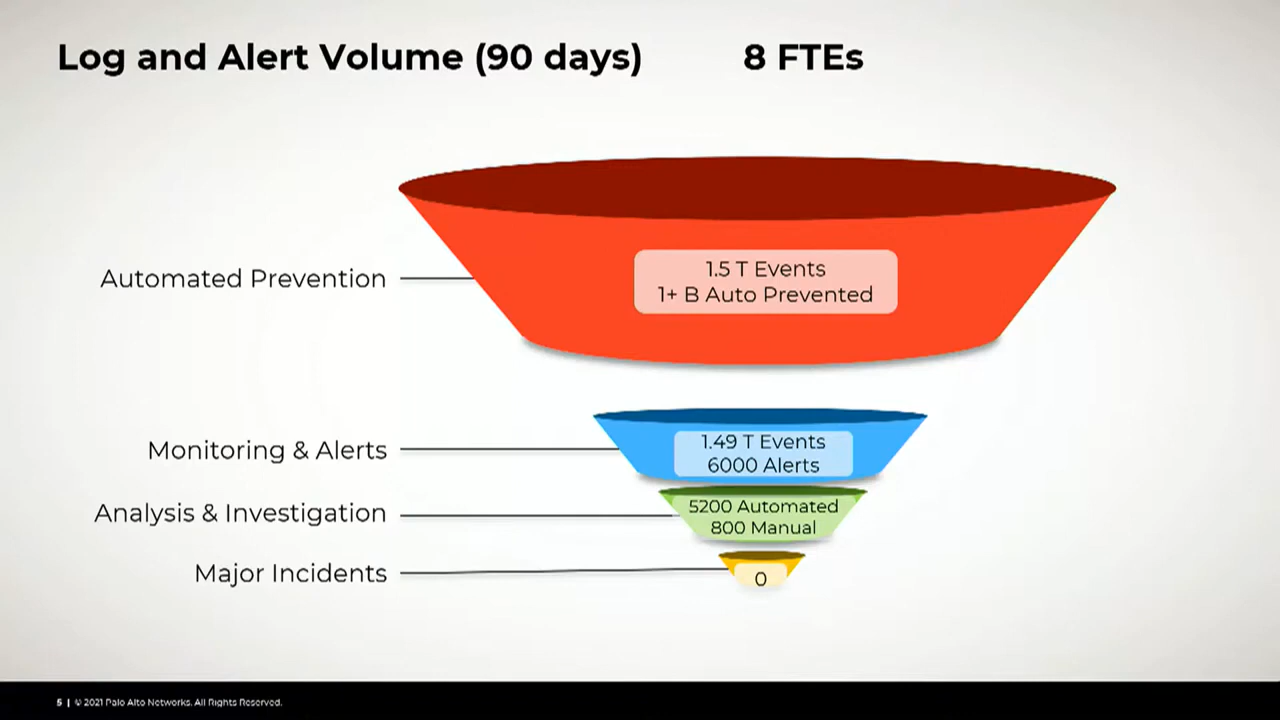 Log and Alert Volume (90 days)
8 FTEs
Automated Prevention
1.5 T Events
1+ B Auto Prevented
Monitoring & Alerts
1.49 T Events
6000 Alerts
Analysis & Investigation
5200 Automated
800 Manual
Major Incidents
0
5 | © 2021 Palo Alto Networks. All Rights Reserved.